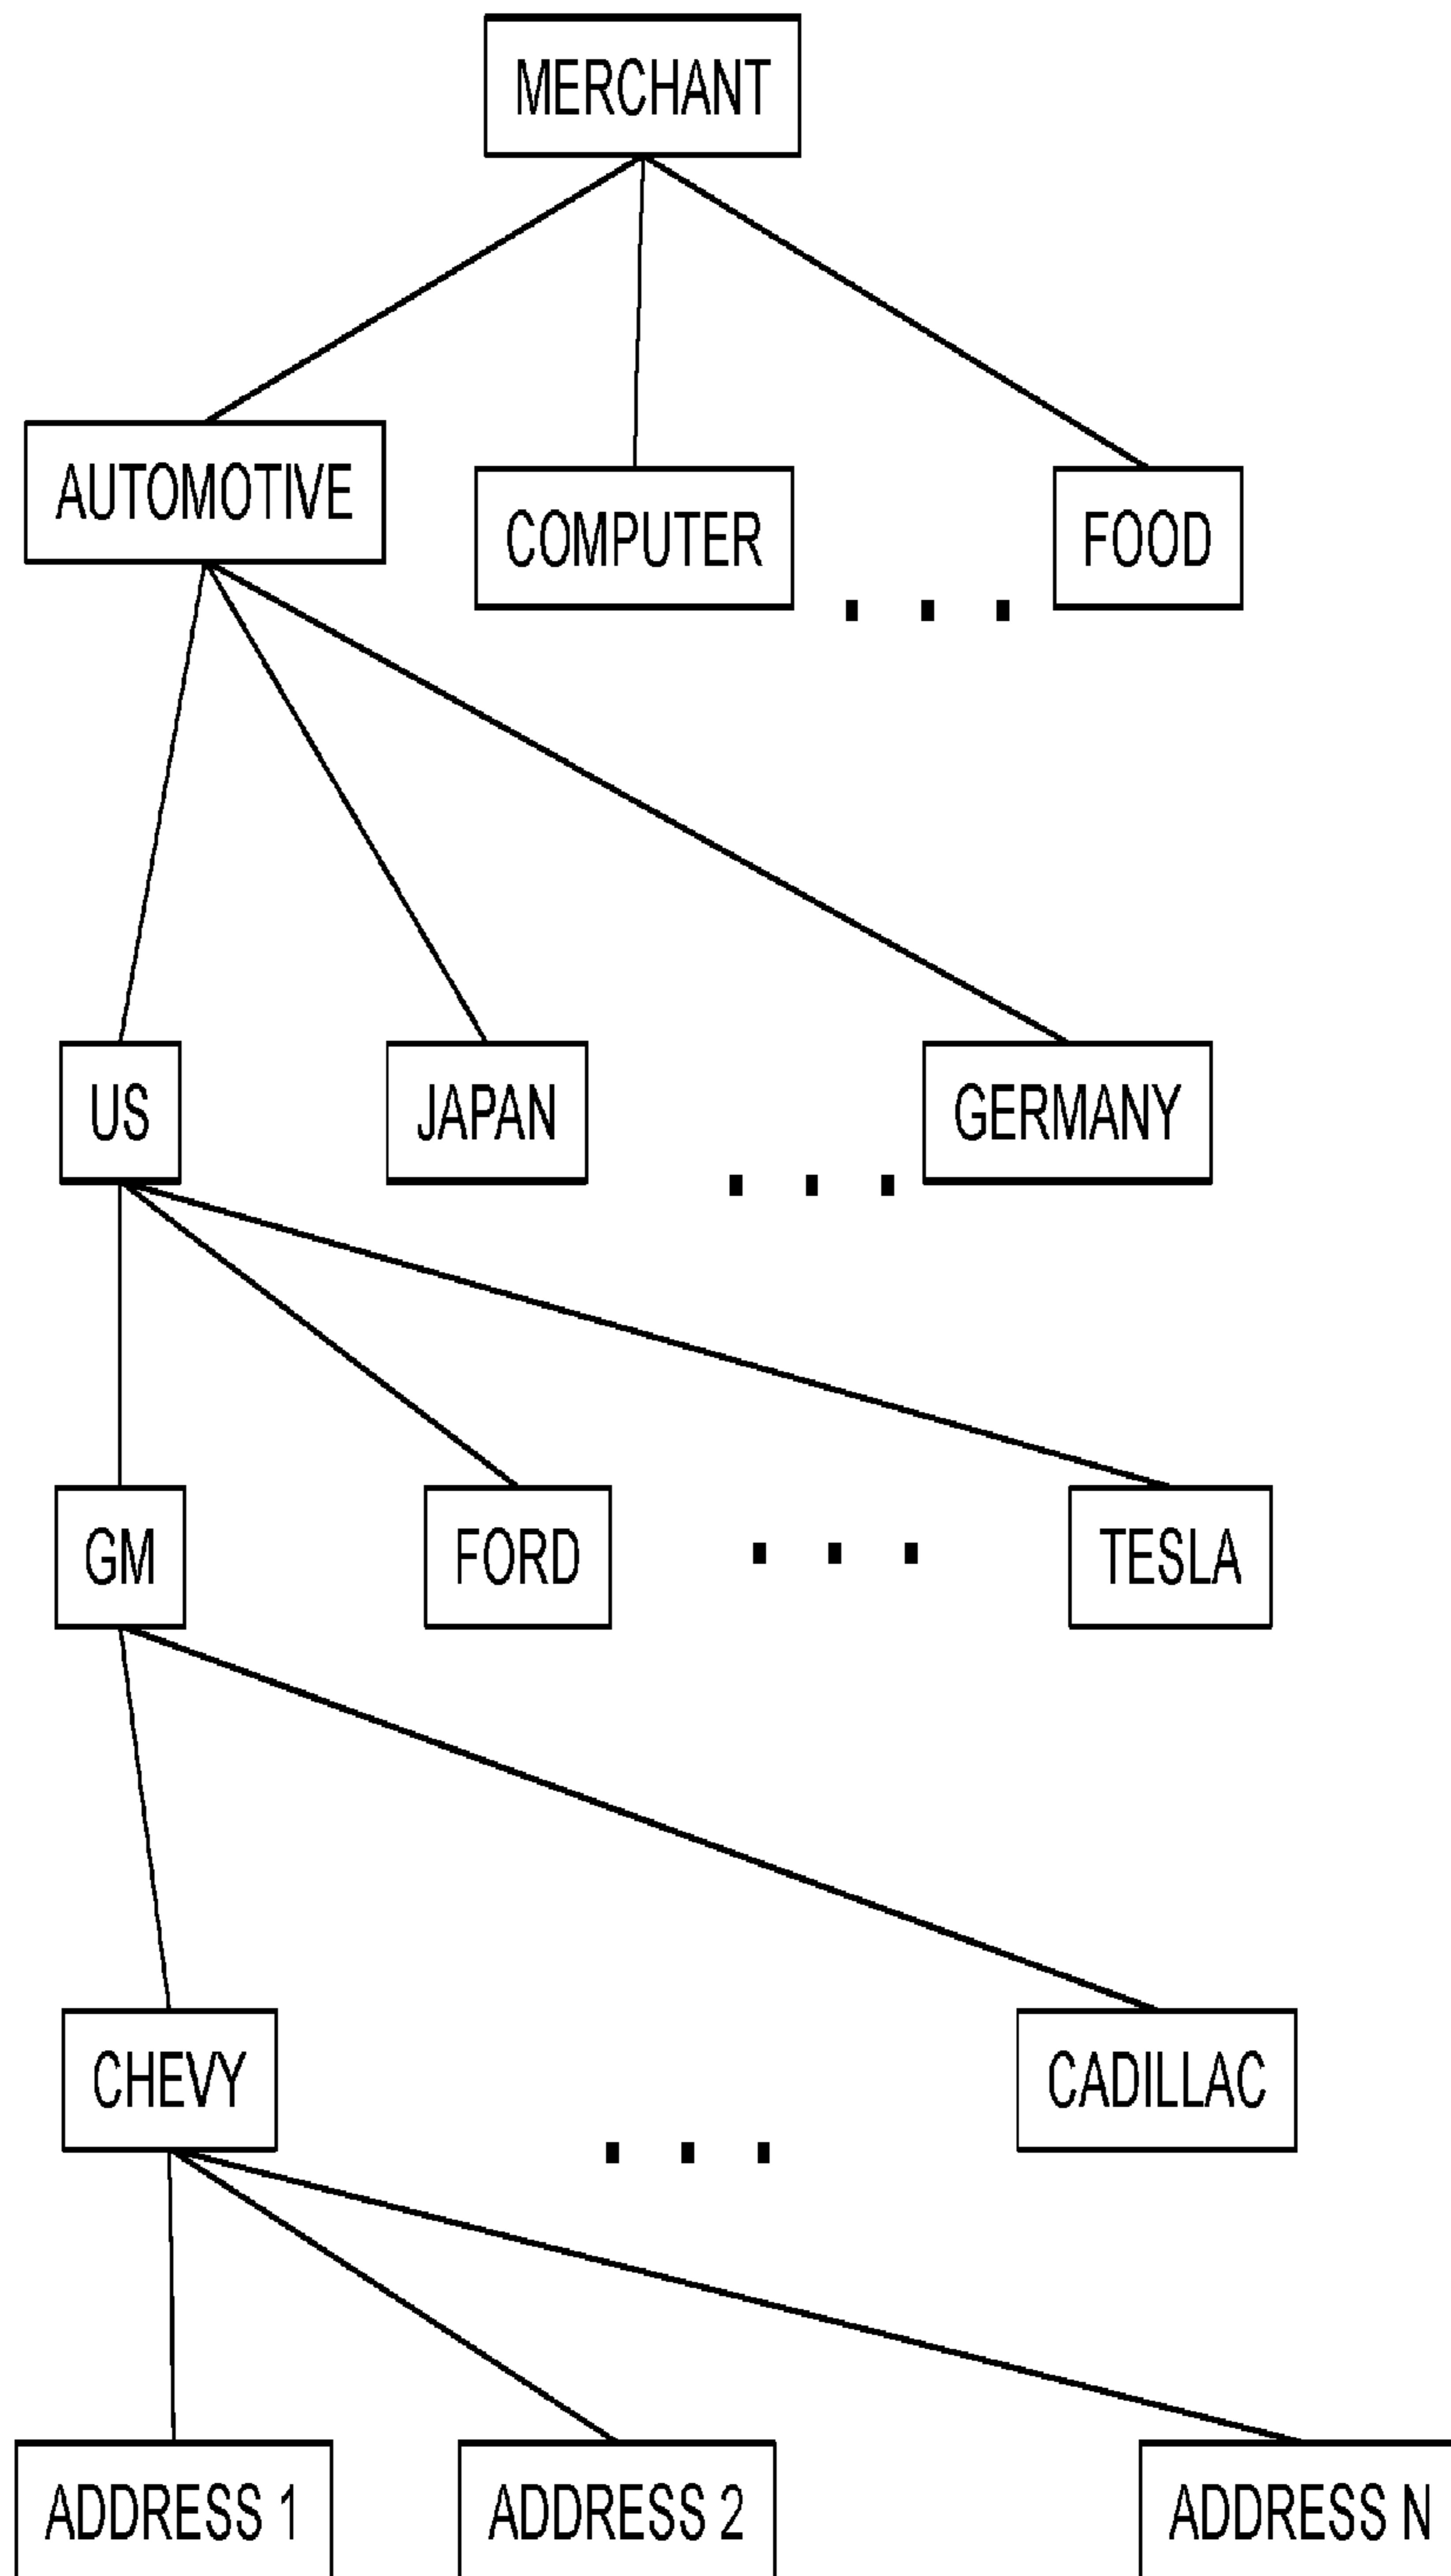 MERCHANT
AUTOMOTIVE
COMPUTER
. . .
FOOD
US
JAPAN
. . .
GERMANY
GM
FORD
. . .
TESLA
CHEVY
. . .
CADILLAC
ADDRESS 1
ADDRESS 2
ADDRESS N